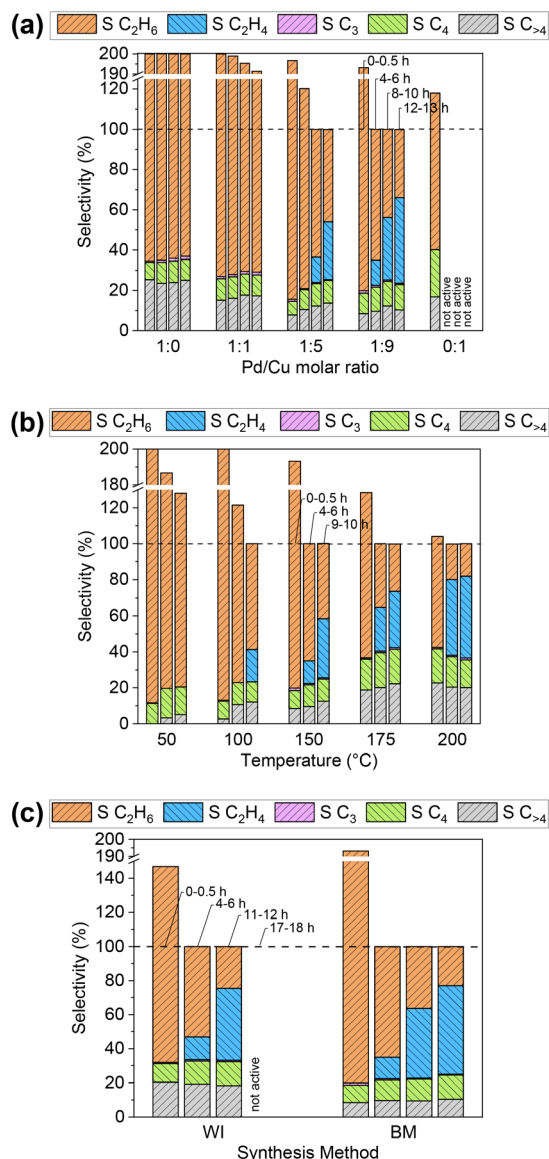 (a)
S C₂H₆ S C₂H₄ S C₃ S C₄ S C>₄
200
190
120
100
80
60
40
20
0
Selectivity (%)
0-0.5 h
4-6 h
8-10 h
12-13 h
not active
not active
not active
1:0 1:1 1:5 1:9 0:1
Pd/Cu molar ratio
(b)
S C₂H₆ S C₂H₄ S C₃ S C₄ S C>₄
200
180
120
100
80
60
40
20
0
Selectivity (%)
0-0.5 h
4-6 h
9-10 h
50 100 150 175 200
Temperature (°C)
(c)
S C₂H₆ S C₂H₄ S C₃ S C₄ S C>₄
200
190
140
120
100
80
60
40
20
0
Selectivity (%)
0-0.5 h
4-6 h
11-12 h
17-18 h
not active
WI BM
Synthesis Method